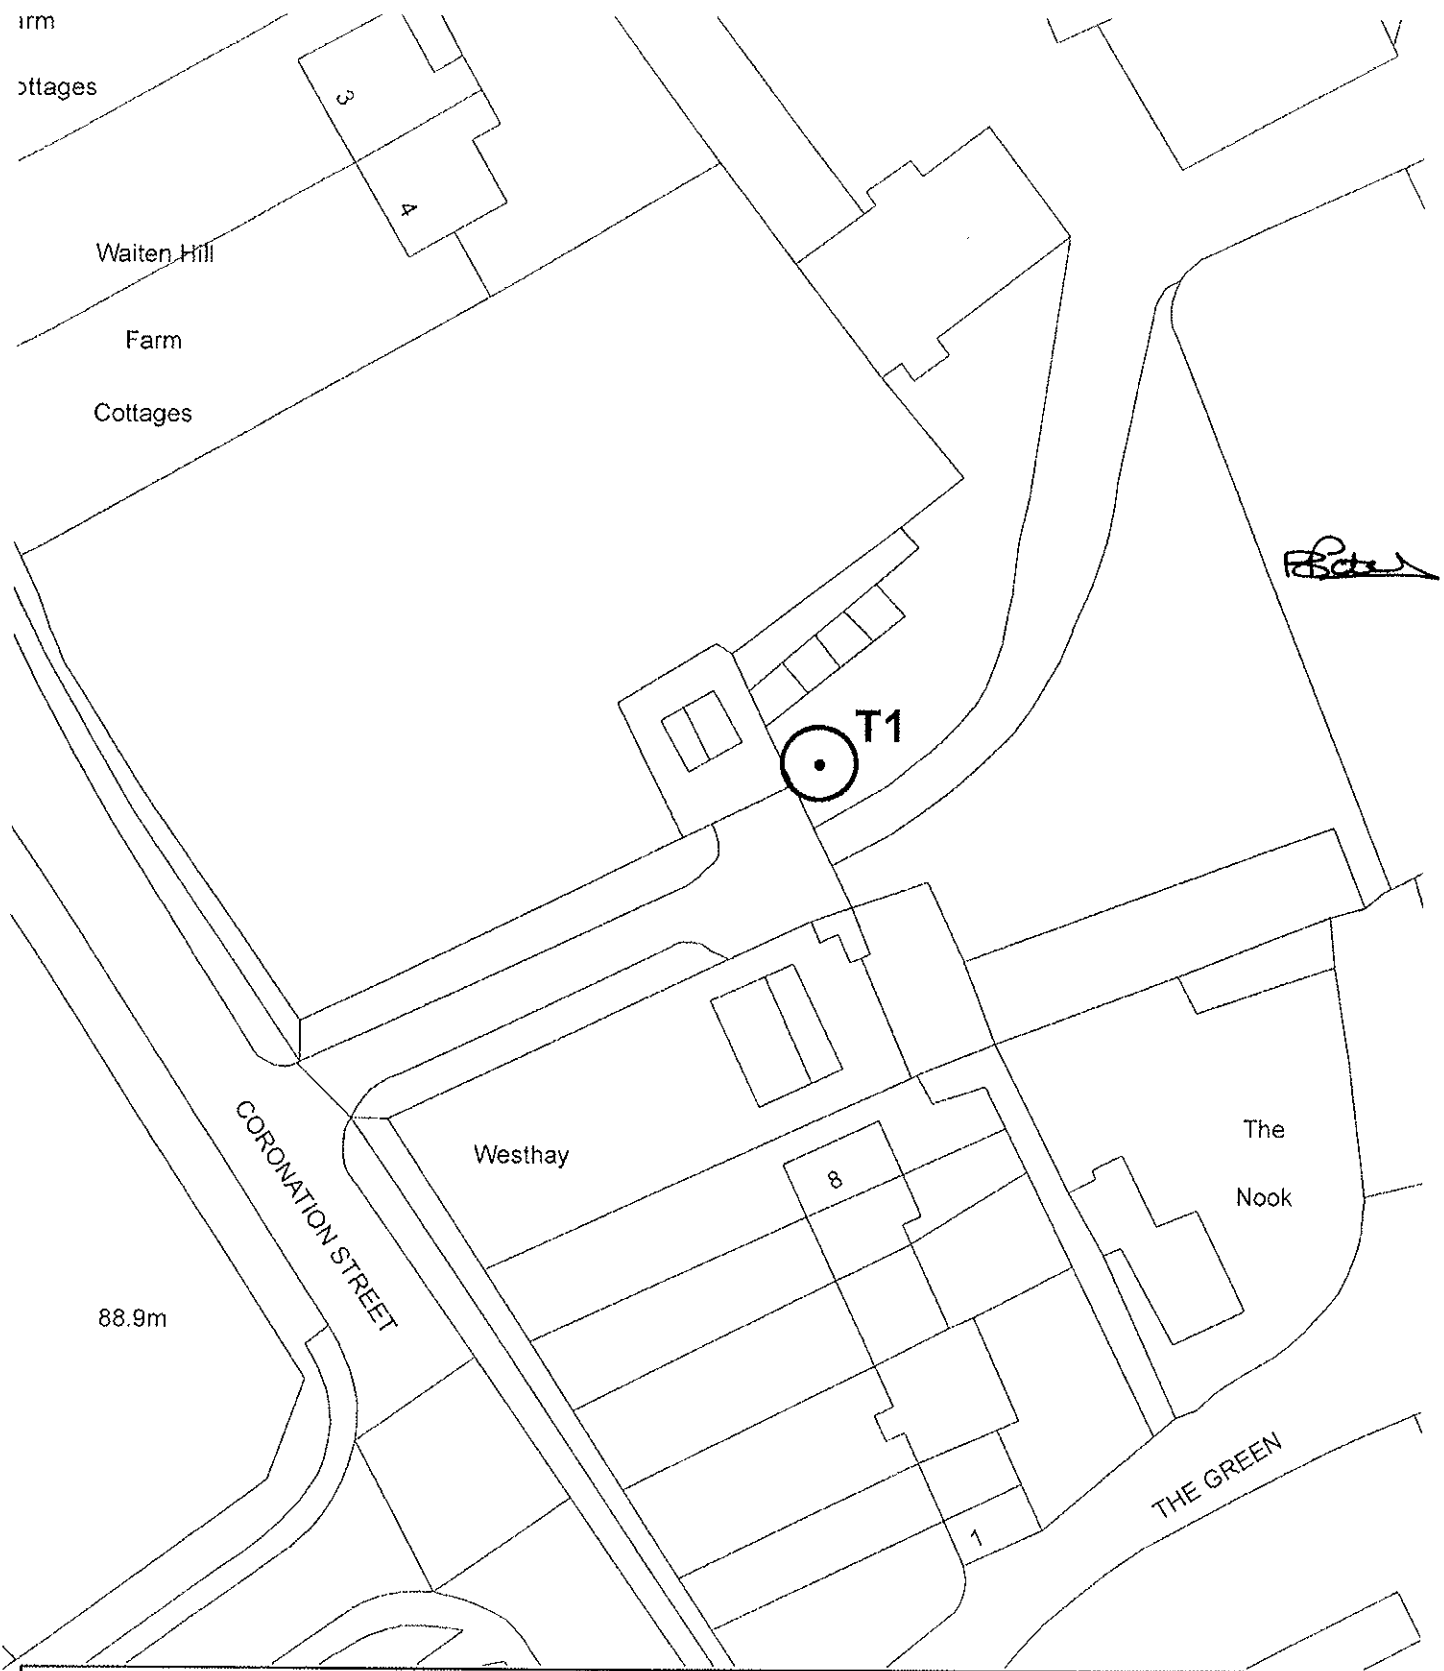 ottages
3
4
Waiten Hill
Farm
Cottages
T1
CORONATION STREET
Westhay
8
The
Nook
88.9m
THE GREEN
1